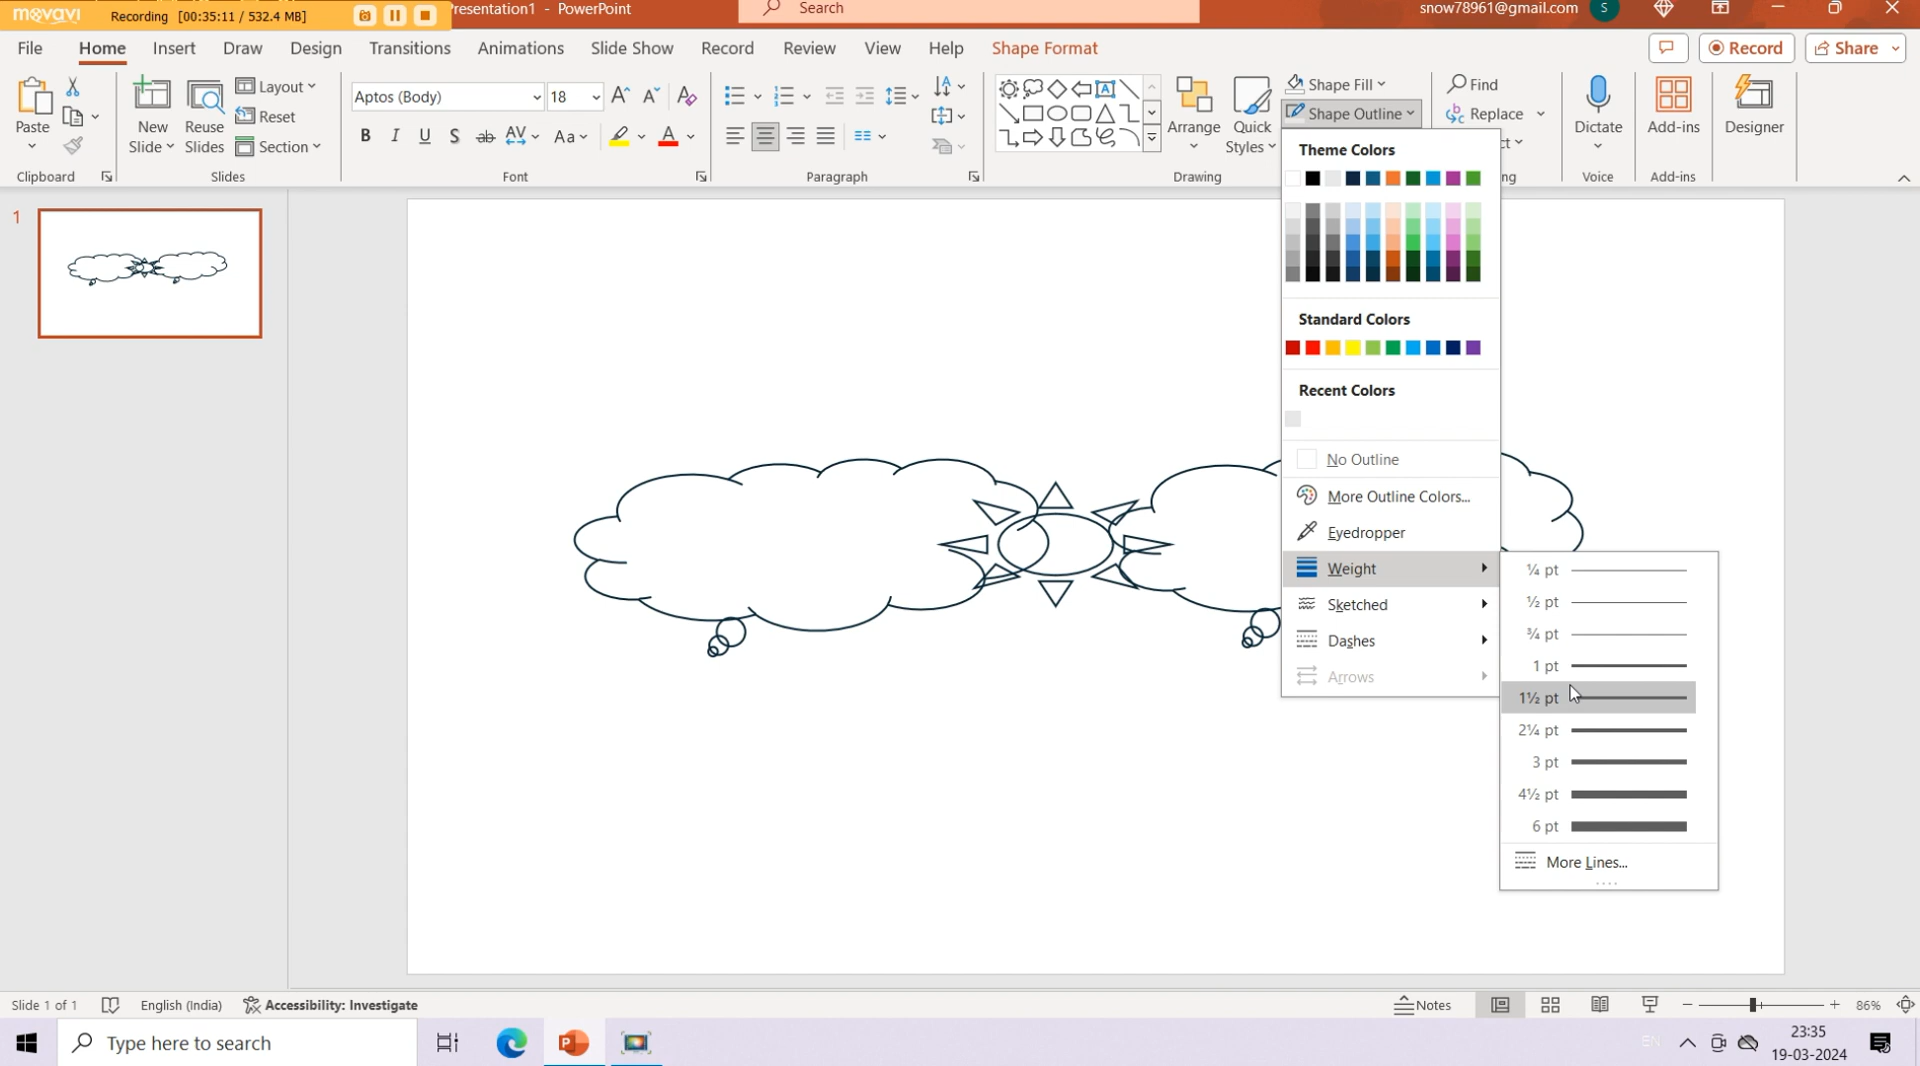 movavi Recording [00:35:11 / 532.4 MB] Presentation1 - PowerPoint Search snow78961@gmail.com S
File Home Insert Draw Design Transitions Animations Slide Show Record Review View Help Shape Format Record Share
Paste
New Slide
Reuse Slides
Layout
Reset
Section
Aptos (Body) 18
B I U S ab AV Aa A
Arrange
Quick Styles
Shape Fill
Shape Outline
Find
Replace
Dictate
Add-ins
Designer
Clipboard Slides Font Paragraph Drawing Voice Add-ins
1
Theme Colors
Standard Colors
Recent Colors
No Outline
More Outline Colors...
Eyedropper
Weight
Sketched
Dashes
Arrows
¼ pt
½ pt
¾ pt
1 pt
1½ pt
2¼ pt
3 pt
4½ pt
6 pt
More Lines...
Slide 1 of 1 English (India) Accessibility: Investigate Notes 86%
Type here to search
EN
23:35
19-03-2024